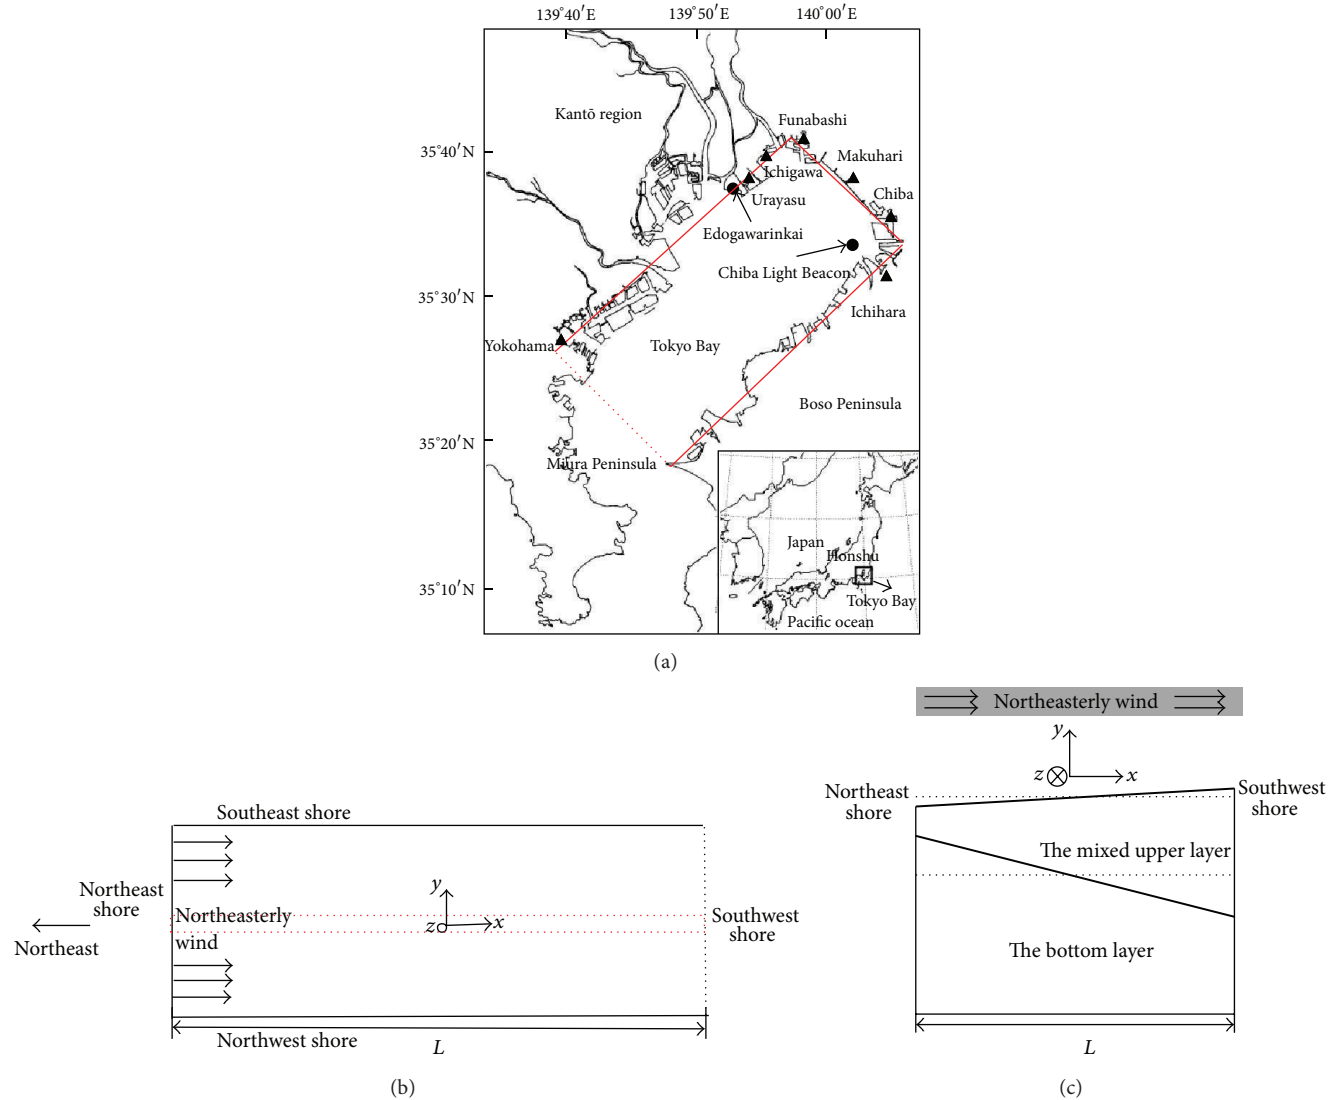 139°40′E 139°50′E 140°00′E
Funabashi
Kantō region
35°40′N
Makuhari
Ichigawa
Chiba
Urayasu
Edogawarinkai
Chiba Light Beacon
35°30′N
Ichihara
Yokohama
Tokyo Bay
Boso Peninsula
35°20′N
Miura Peninsula
Japan
Honshu
35°10′N
Tokyo Bay
Pacific ocean
(a)
Southeast shore
Northeast
shore
Northeast
Northeasterly
wind
y
x
z
Southwest
shore
Northwest shore
L
(b)
Northeasterly wind
y
z
x
Northeast
shore
Southwest
shore
The mixed upper layer
The bottom layer
L
(c)